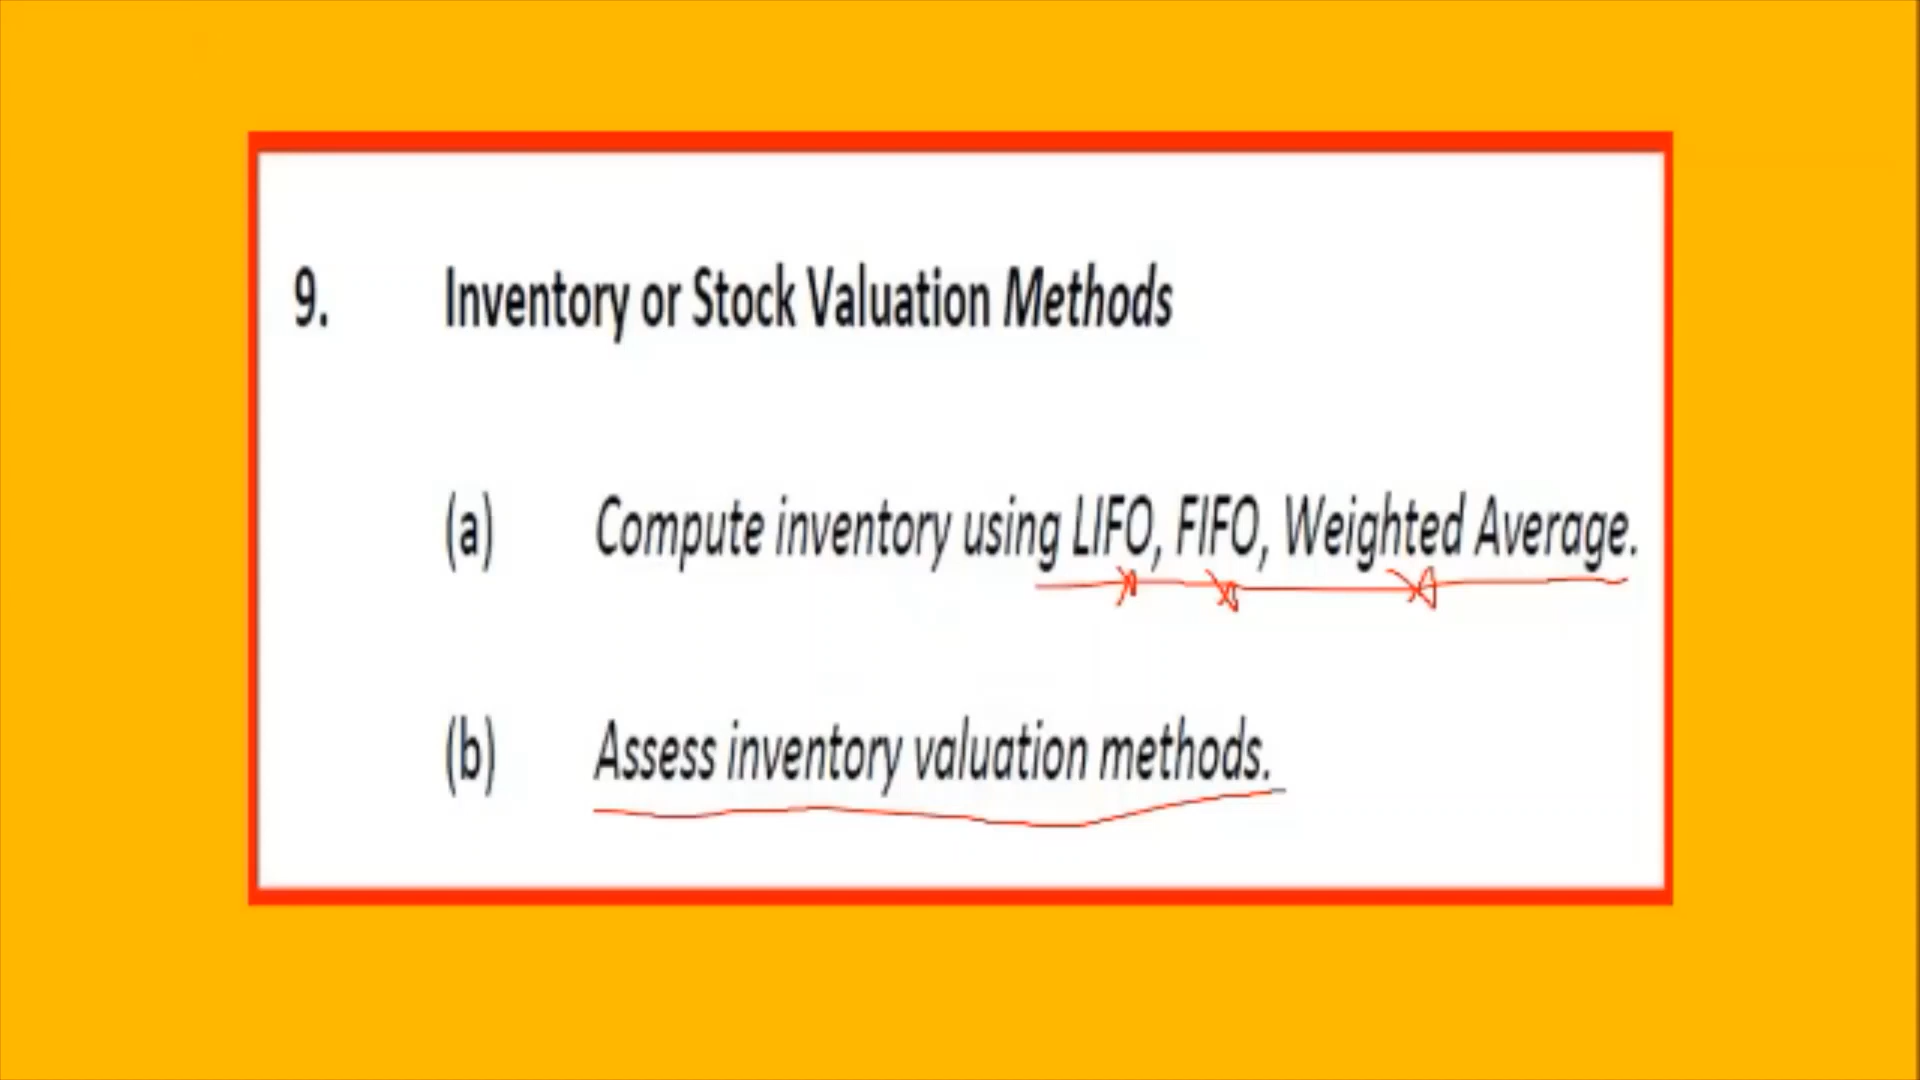 9. Inventory or Stock Valuation Methods
(a) Compute inventory using LIFO, FIFO, Weighted Average.
(b) Assess inventory valuation methods.